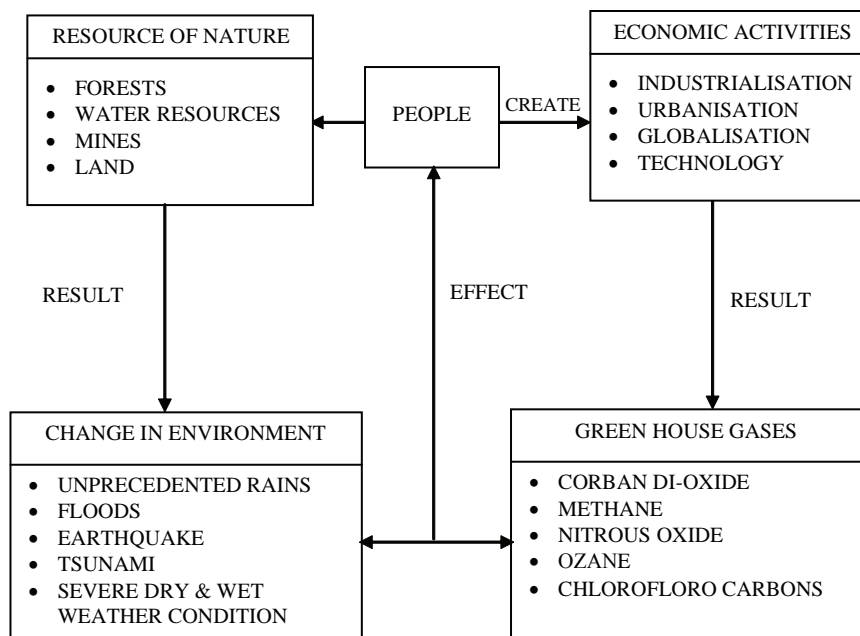 RESOURCE OF NATURE
• FORESTS
• WATER RESOURCES
• MINES
• LAND
PEOPLE
CREATE
ECONOMIC ACTIVITIES
• INDUSTRIALISATION
• URBANISATION
• GLOBALISATION
• TECHNOLOGY
RESULT
EFFECT
RESULT
CHANGE IN ENVIRONMENT
• UNPRECEDENTED RAINS
• FLOODS
• EARTHQUAKE
• TSUNAMI
• SEVERE DRY & WET
WEATHER CONDITION
GREEN HOUSE GASES
• CORBAN DI-OXIDE
• METHANE
• NITROUS OXIDE
• OZANE
• CHLOROFLORO CARBONS